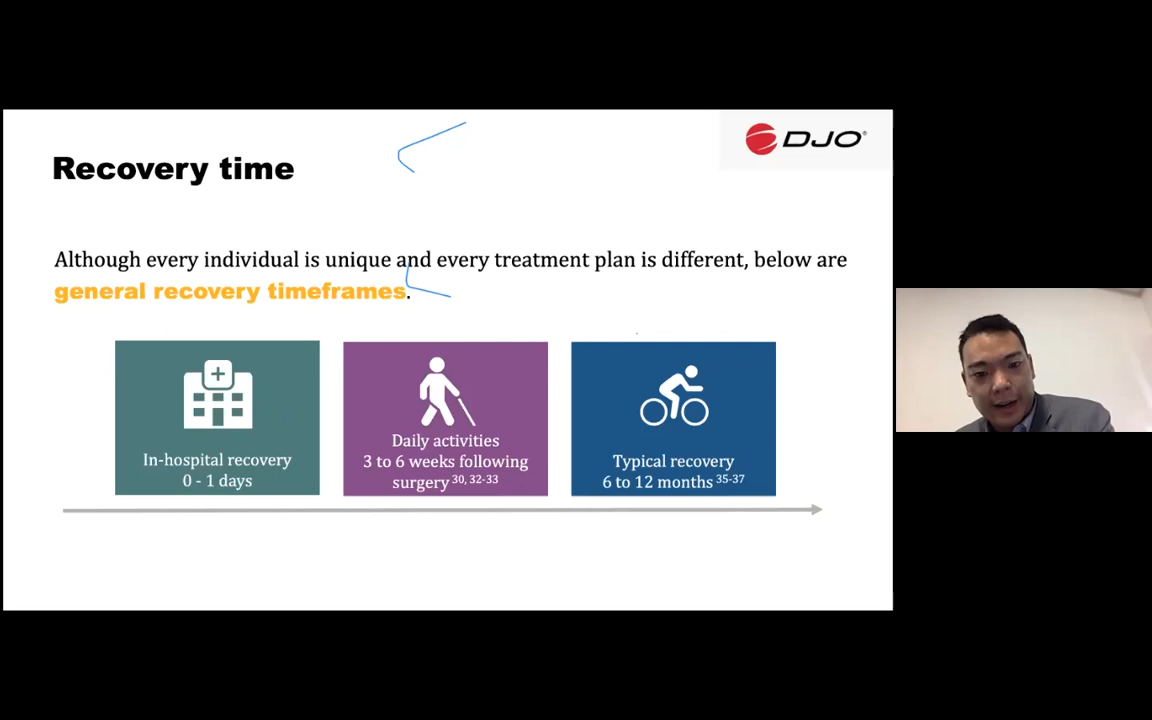 DJO®
Recovery time
Although every individual is unique and every treatment plan is different, below are
general recovery timeframes.
In-hospital recovery
0 - 1 days
Daily activities
3 to 6 weeks following
surgery 30, 32-33
Typical recovery
6 to 12 months 35-37